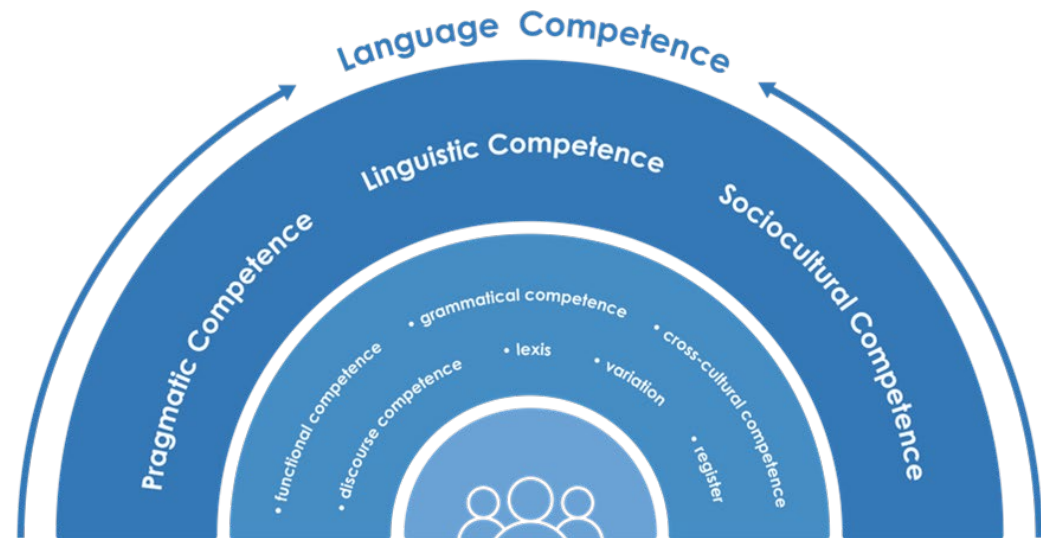 Language Competence
Pragmatic Competence
Linguistic Competence
Sociocultural Competence
• functional competence
• discourse competence
• grammatical competence
• lexis
• variation
• cross-cultural competence
• register